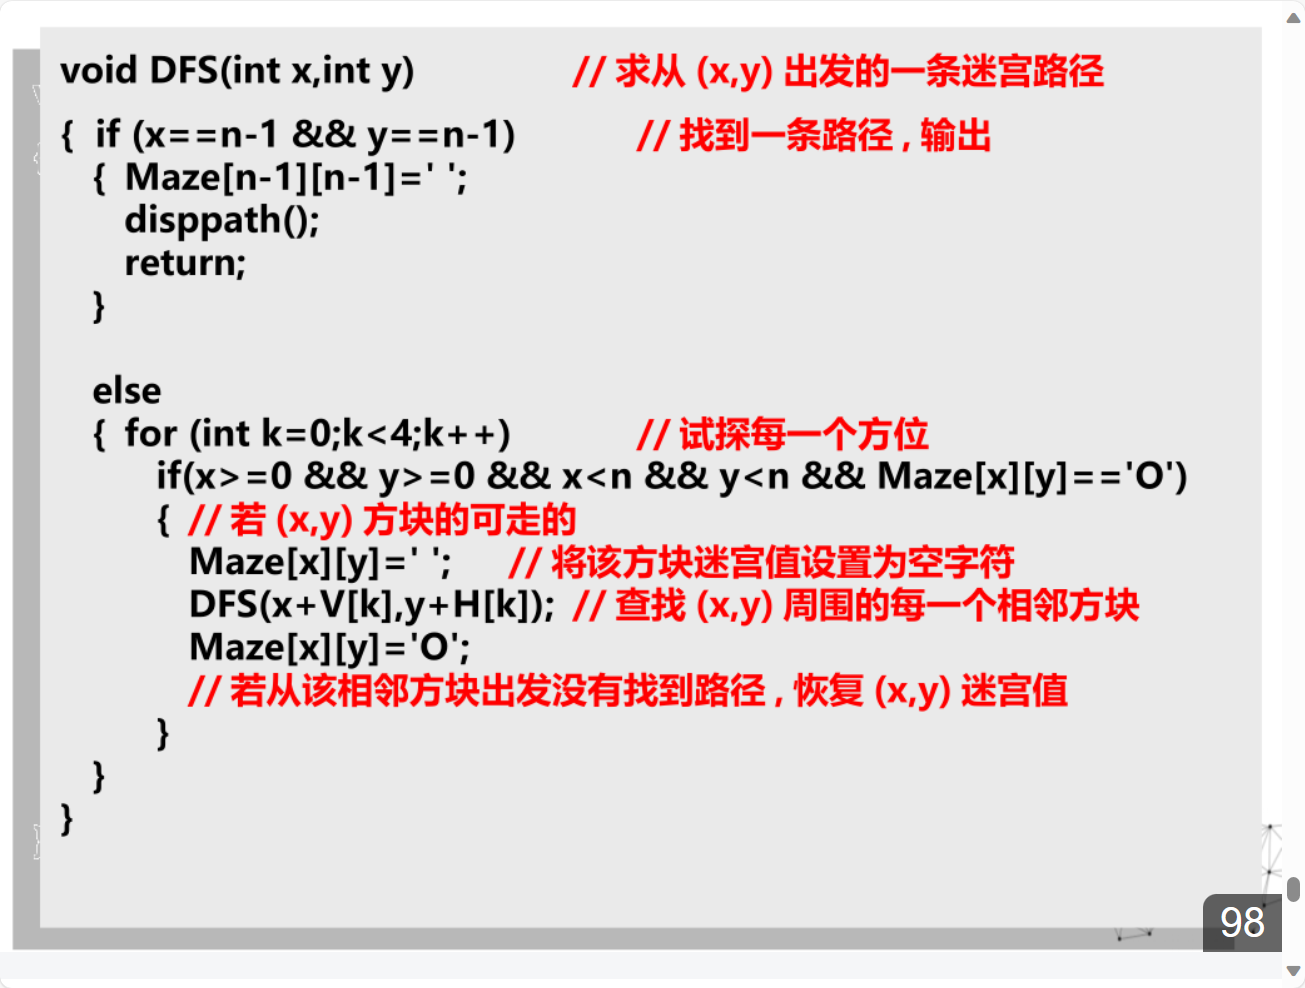 void DFS(int x,int y) // 求从 (x,y) 出发的一条迷宫路径
{ if (x==n-1 && y==n-1) // 找到一条路径 , 输出
{ Maze[n-1][n-1]=' ';
disppath();
return;
}
else
{ for (int k=0;k<4;k++) // 试探每一个方位
if(x>=0 && y>=0 && x<n && y<n && Maze[x][y]=='O')
{ // 若 (x,y) 方块的可走的
Maze[x][y]=' '; // 将该方块迷宫值设置为空字符
DFS(x+V[k],y+H[k]); // 查找 (x,y) 周围的每一个相邻方块
Maze[x][y]='O';
// 若从该相邻方块出发没有找到路径 , 恢复 (x,y) 迷宫值
}
}
}
98